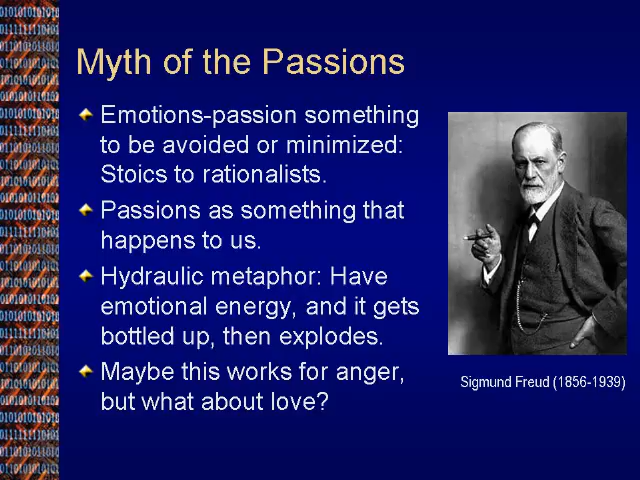 Myth of the Passions
Emotions-passion something
to be avoided or minimized:
Stoics to rationalists.
Passions as something that
happens to us.
Hydraulic metaphor: Have
emotional energy, and it gets
bottled up, then explodes.
Maybe this works for anger,
but what about love?
Sigmund Freud (1856-1939)